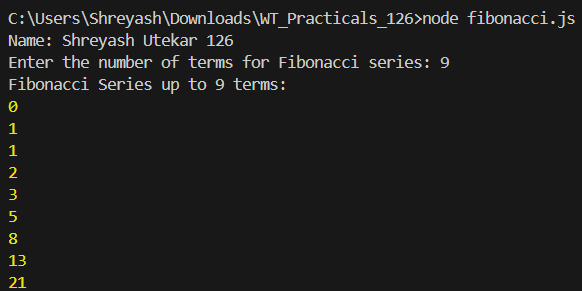 C:\Users\Shreyash\Downloads\WT_Practicals_126>node fibonacci.js
Name: Shreyash Utekar 126
Enter the number of terms for Fibonacci series: 9
Fibonacci Series up to 9 terms:
0
1
1
2
3
5
8
13
21